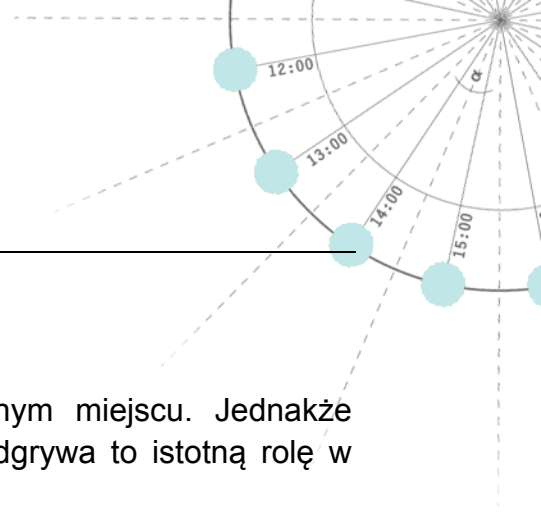 12:00
13:00
14:00
15:00
α
nym miejscu. Jednakże
dgrywa to istotną rolę w